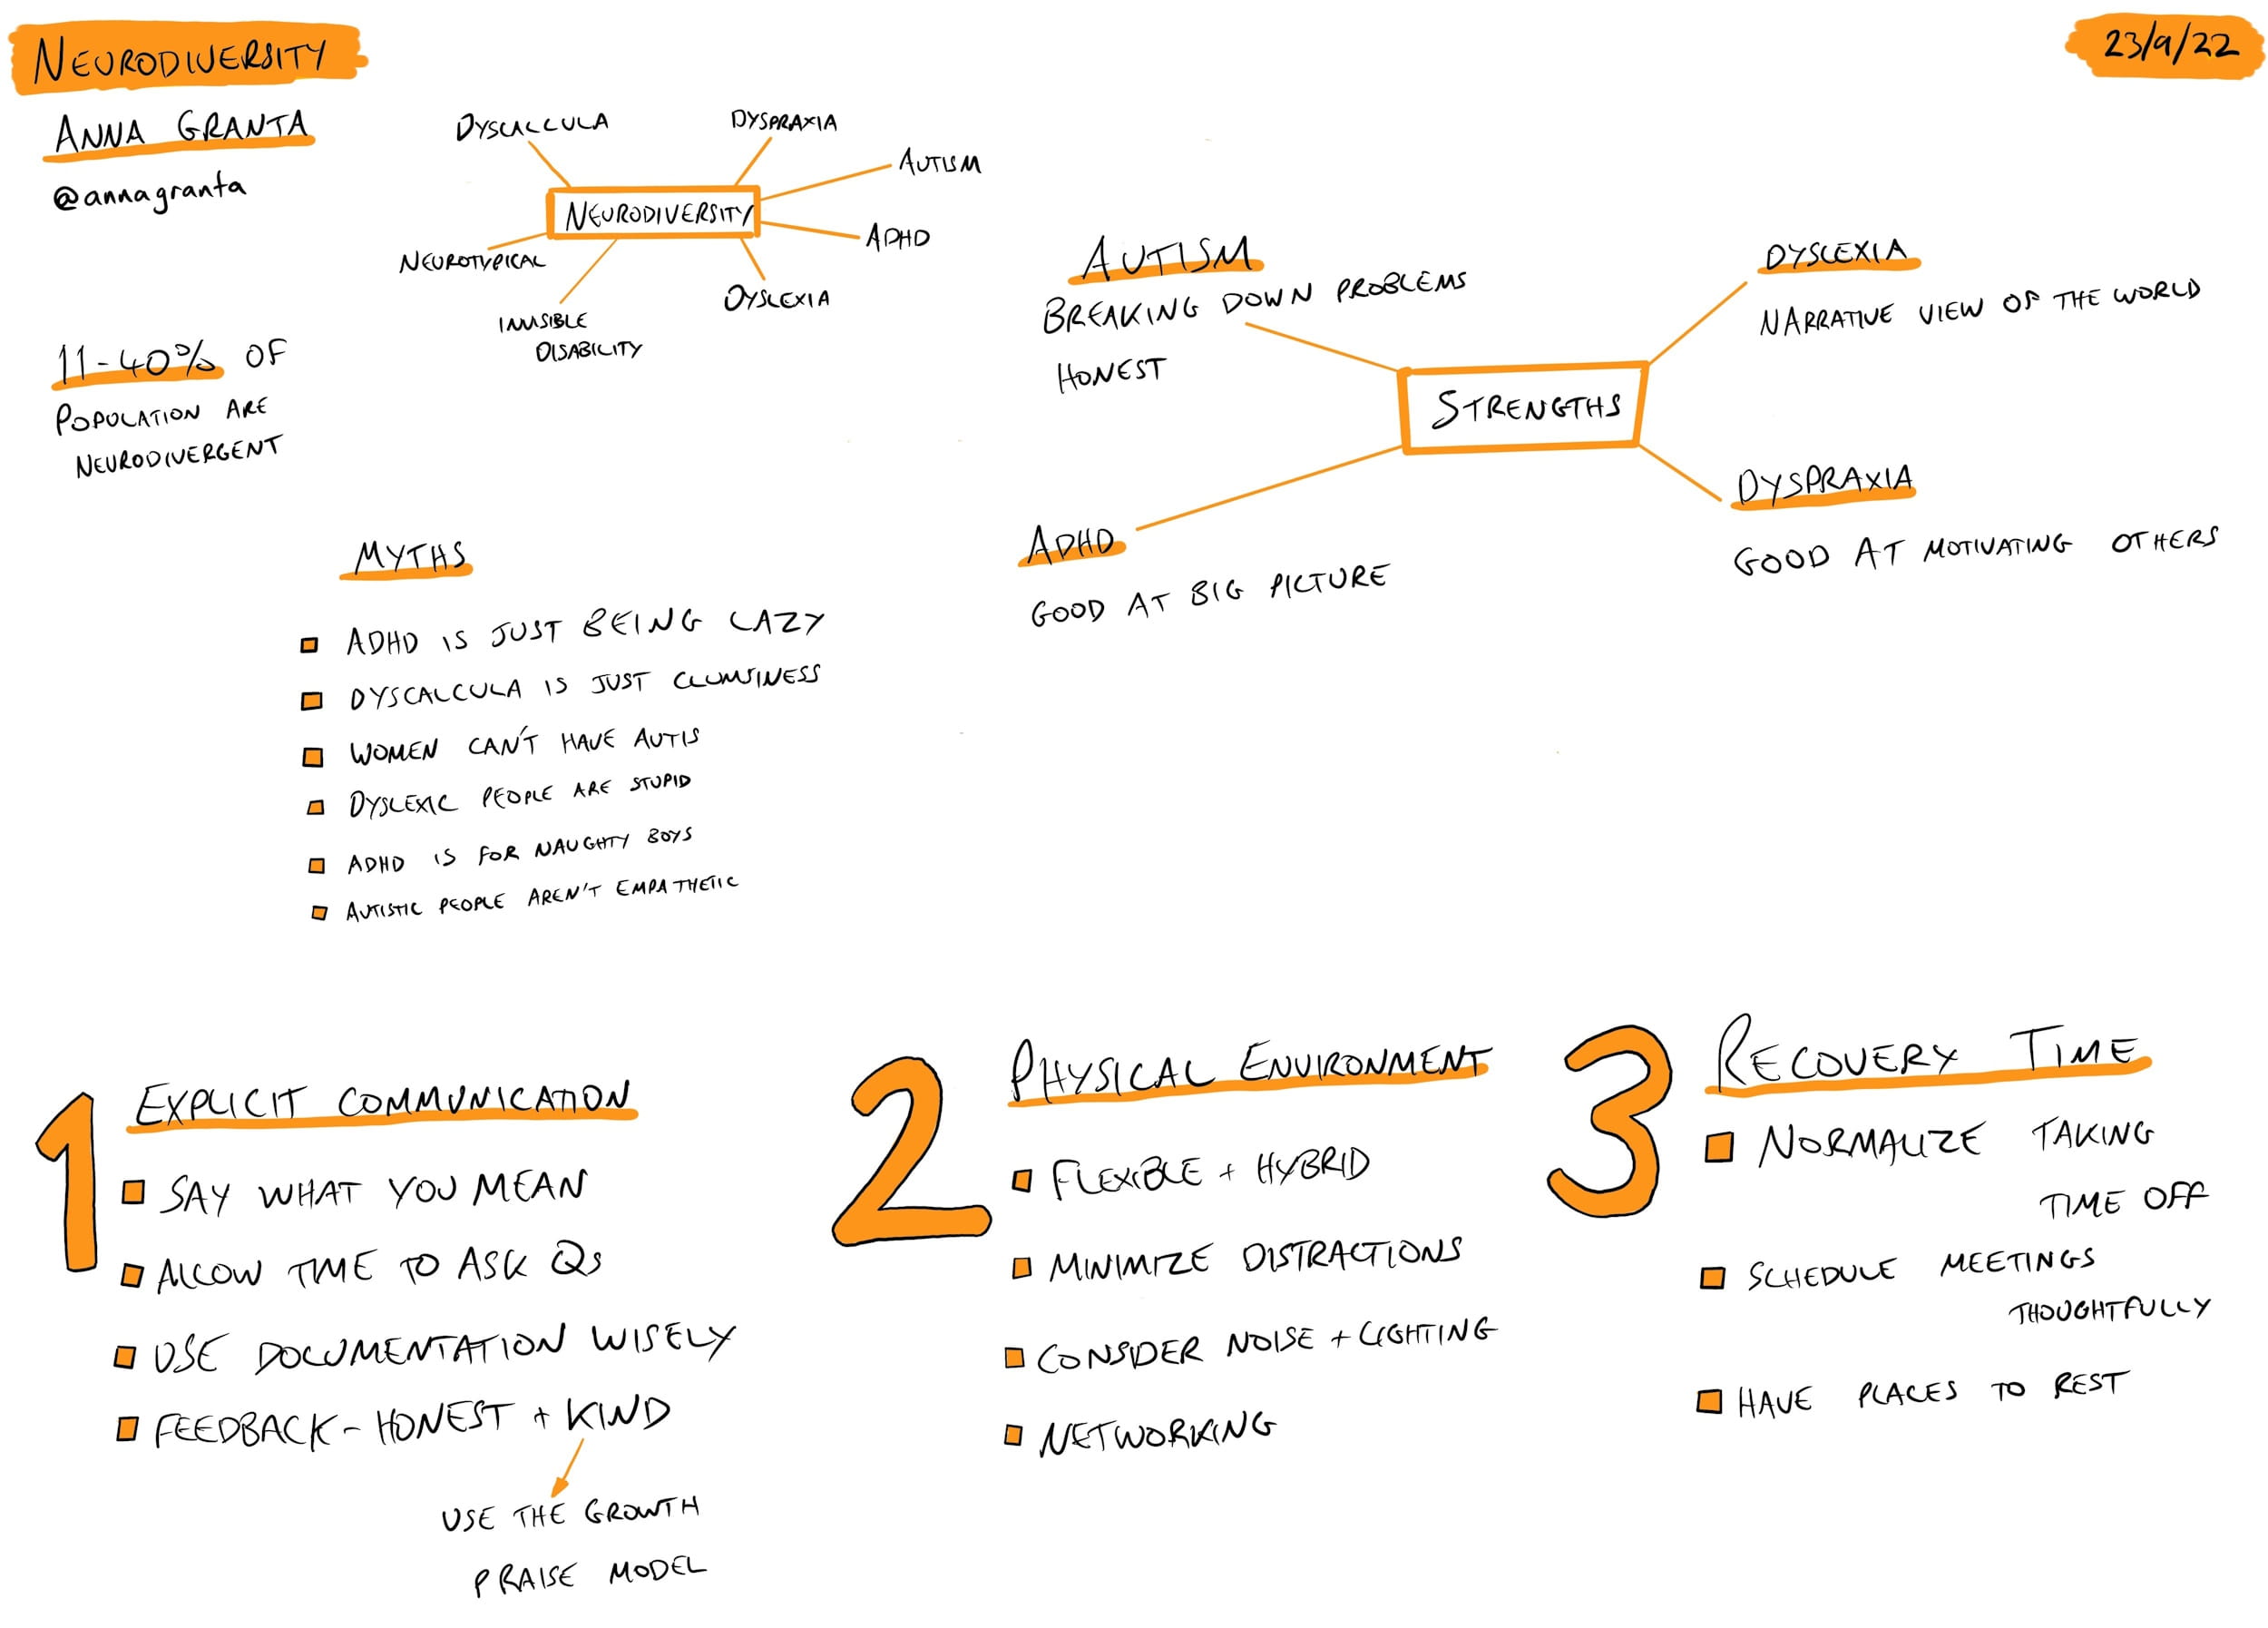 NEURODIVERSITY
23/9/22
ANNA GRANTA
@annagranta
DYSCALCULA
DYSPRAXIA
AUTISM
NEURODIVERSITY
ADHD
NEUROTYPICAL
DYSLEXIA
INVISIBLE
DISABILITY
11-40% OF
POPULATION ARE
NEURODIVERGENT
AUTISM
BREAKING DOWN PROBLEMS
HONEST
DYSLEXIA
NARRATIVE VIEW OF THE WORLD
STRENGTHS
ADHD
GOOD AT BIG PICTURE
DYSPRAXIA
GOOD AT MOTIVATING OTHERS
MYTHS
ADHD IS JUST BEING LAZY
DYSCALCULA IS JUST CLUMSINESS
WOMEN CAN'T HAVE AUTIS
DYSLEXIC PEOPLE ARE STUPID
ADHD IS FOR NAUGHTY BOYS
AUTISTIC PEOPLE AREN'T EMPATHETIC
1 EXPLICIT COMMUNICATION
SAY WHAT YOU MEAN
ALLOW TIME TO ASK Qs
USE DOCUMENTATION WISELY
FEEDBACK - HONEST + KIND
USE THE GROWTH
PRAISE MODEL
2 PHYSICAL ENVIRONMENT
FLEXIBLE + HYBRID
MINIMIZE DISTRACTIONS
CONSIDER NOISE + LIGHTING
NETWORKING
3 RECOVERY TIME
NORMALIZE TAKING
TIME OFF
SCHEDULE MEETINGS
THOUGHTFULLY
HAVE PLACES TO REST